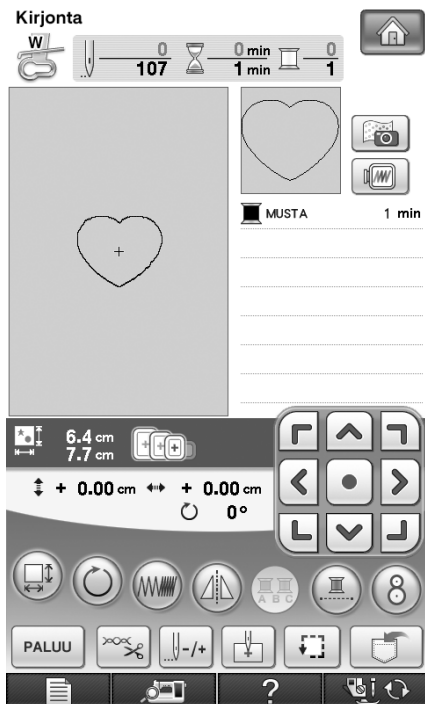 Kirjonta
W
0 0 min 0
107 1 min 1
MUSTA 1 min
6.4 cm
7.7 cm
+ 0.00 cm + 0.00 cm
0°
A B C
PALUU -/+
?